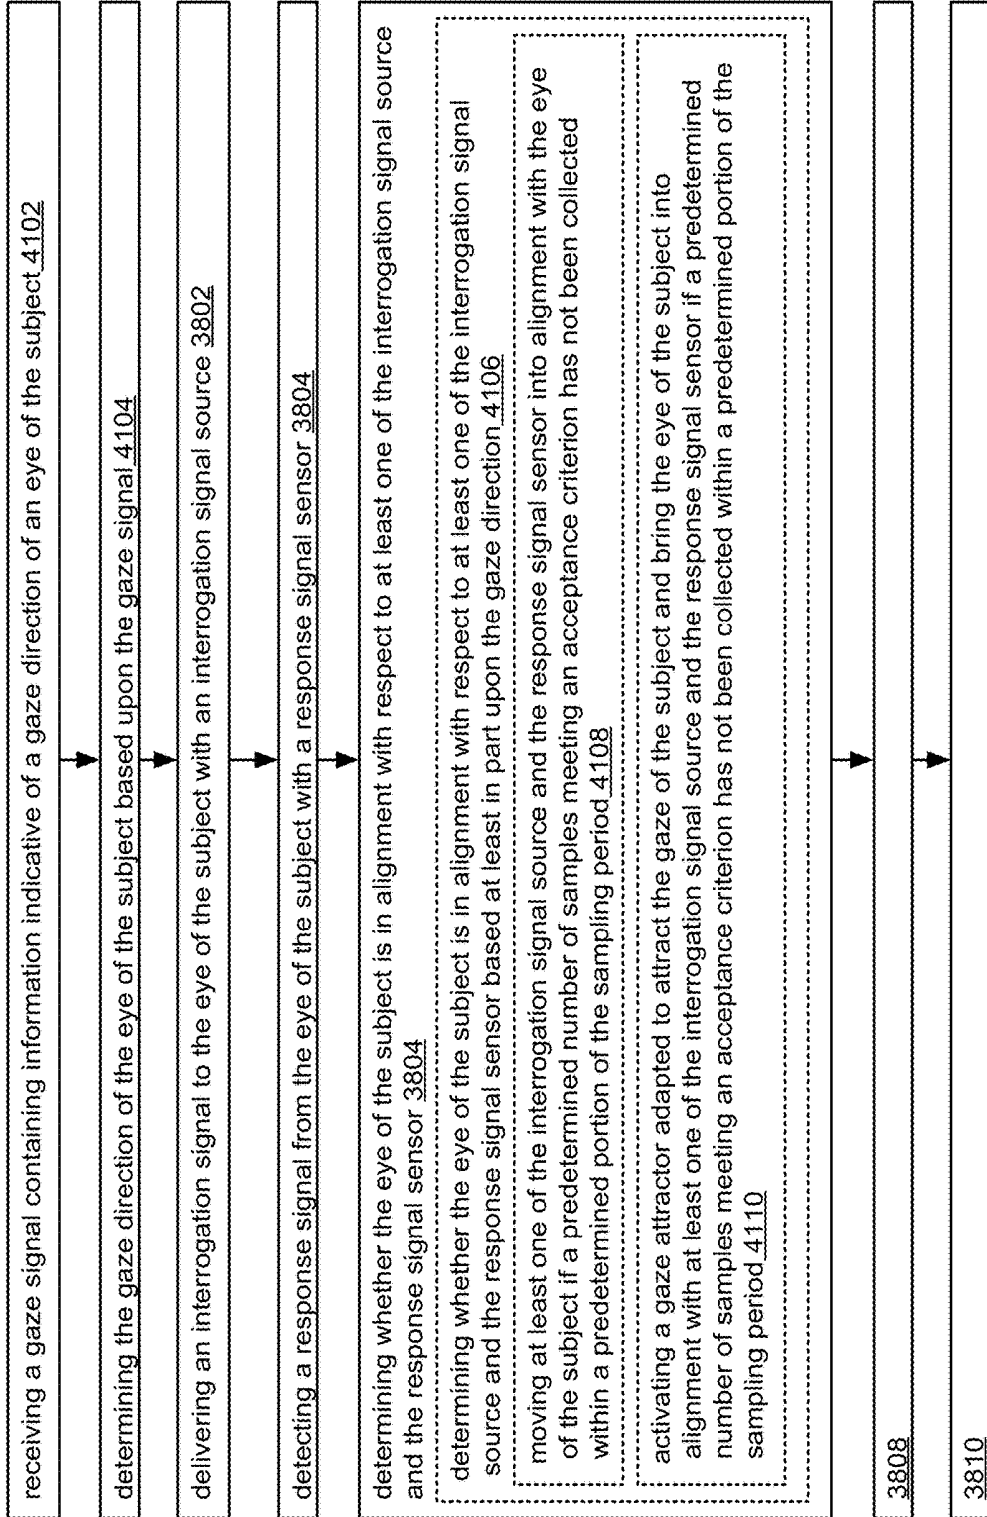 receiving a gaze signal containing information indicative of a gaze direction of an eye of the subject 4102
determining the gaze direction of the eye of the subject based upon the gaze signal 4104
delivering an interrogation signal to the eye of the subject with an interrogation signal source 3802
detecting a response signal from the eye of the subject with a response signal sensor 3804
determining whether the eye of the subject is in alignment with respect to at least one of the interrogation signal source
and the response signal sensor 3804
determining whether the eye of the subject is in alignment with respect to at least one of the interrogation signal
source and the response signal sensor based at least in part upon the gaze direction 4106
moving at least one of the interrogation signal source and the response signal sensor into alignment with the eye
of the subject if a predetermined number of samples meeting an acceptance criterion has not been collected
within a predetermined portion of the sampling period 4108
activating a gaze attractor adapted to attract the gaze of the subject and bring the eye of the subject into
alignment with at least one of the interrogation signal source and the response signal sensor if a predetermined
number of samples meeting an acceptance criterion has not been collected within a predetermined portion of the
sampling period 4110
3808
3810